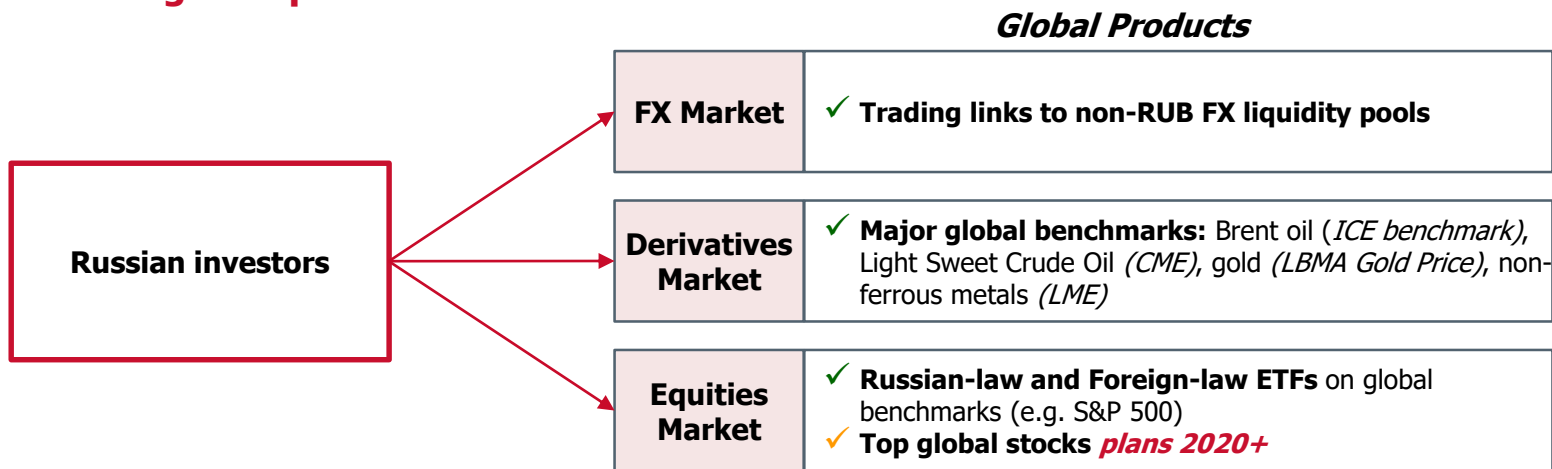 Global Products
FX Market
✓ Trading links to non-RUB FX liquidity pools
Russian investors
Derivatives
Market
✓ Major global benchmarks: Brent oil (ICE benchmark),
Light Sweet Crude Oil (CME), gold (LBMA Gold Price), non-
ferrous metals (LME)
Equities
Market
✓ Russian-law and Foreign-law ETFs on global
benchmarks (e.g. S&P 500)
✓ Top global stocks plans 2020+